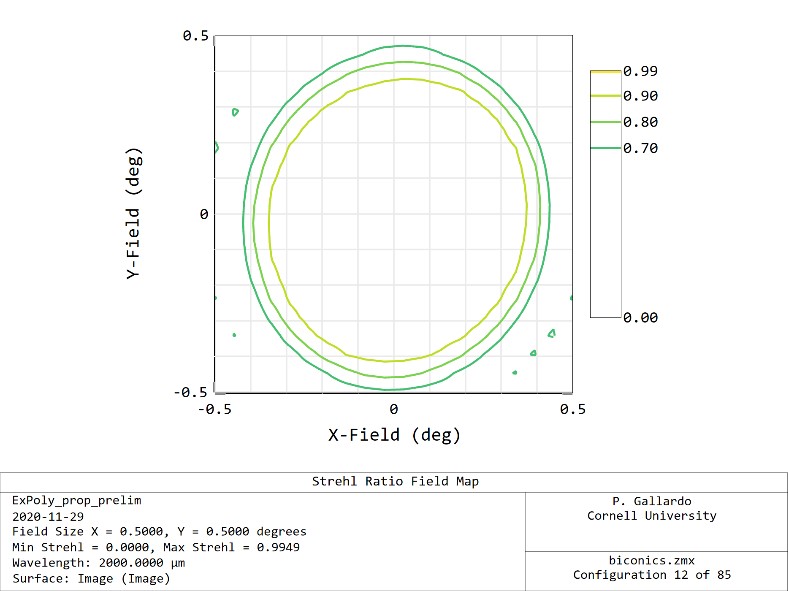 0.5
0
-0.5
-0.5
0
0.5
X-Field (deg)
Y-Field (deg)
0.99
0.90
0.80
0.70
0.00
Strehl Ratio Field Map
ExPoly_prop_prelim
2020-11-29
Field Size X = 0.5000, Y = 0.5000 degrees
Min Strehl = 0.0000, Max Strehl = 0.9949
Wavelength: 2000.0000 µm
Surface: Image (Image)
P. Gallardo
Cornell University
biconics.zmx
Configuration 12 of 85